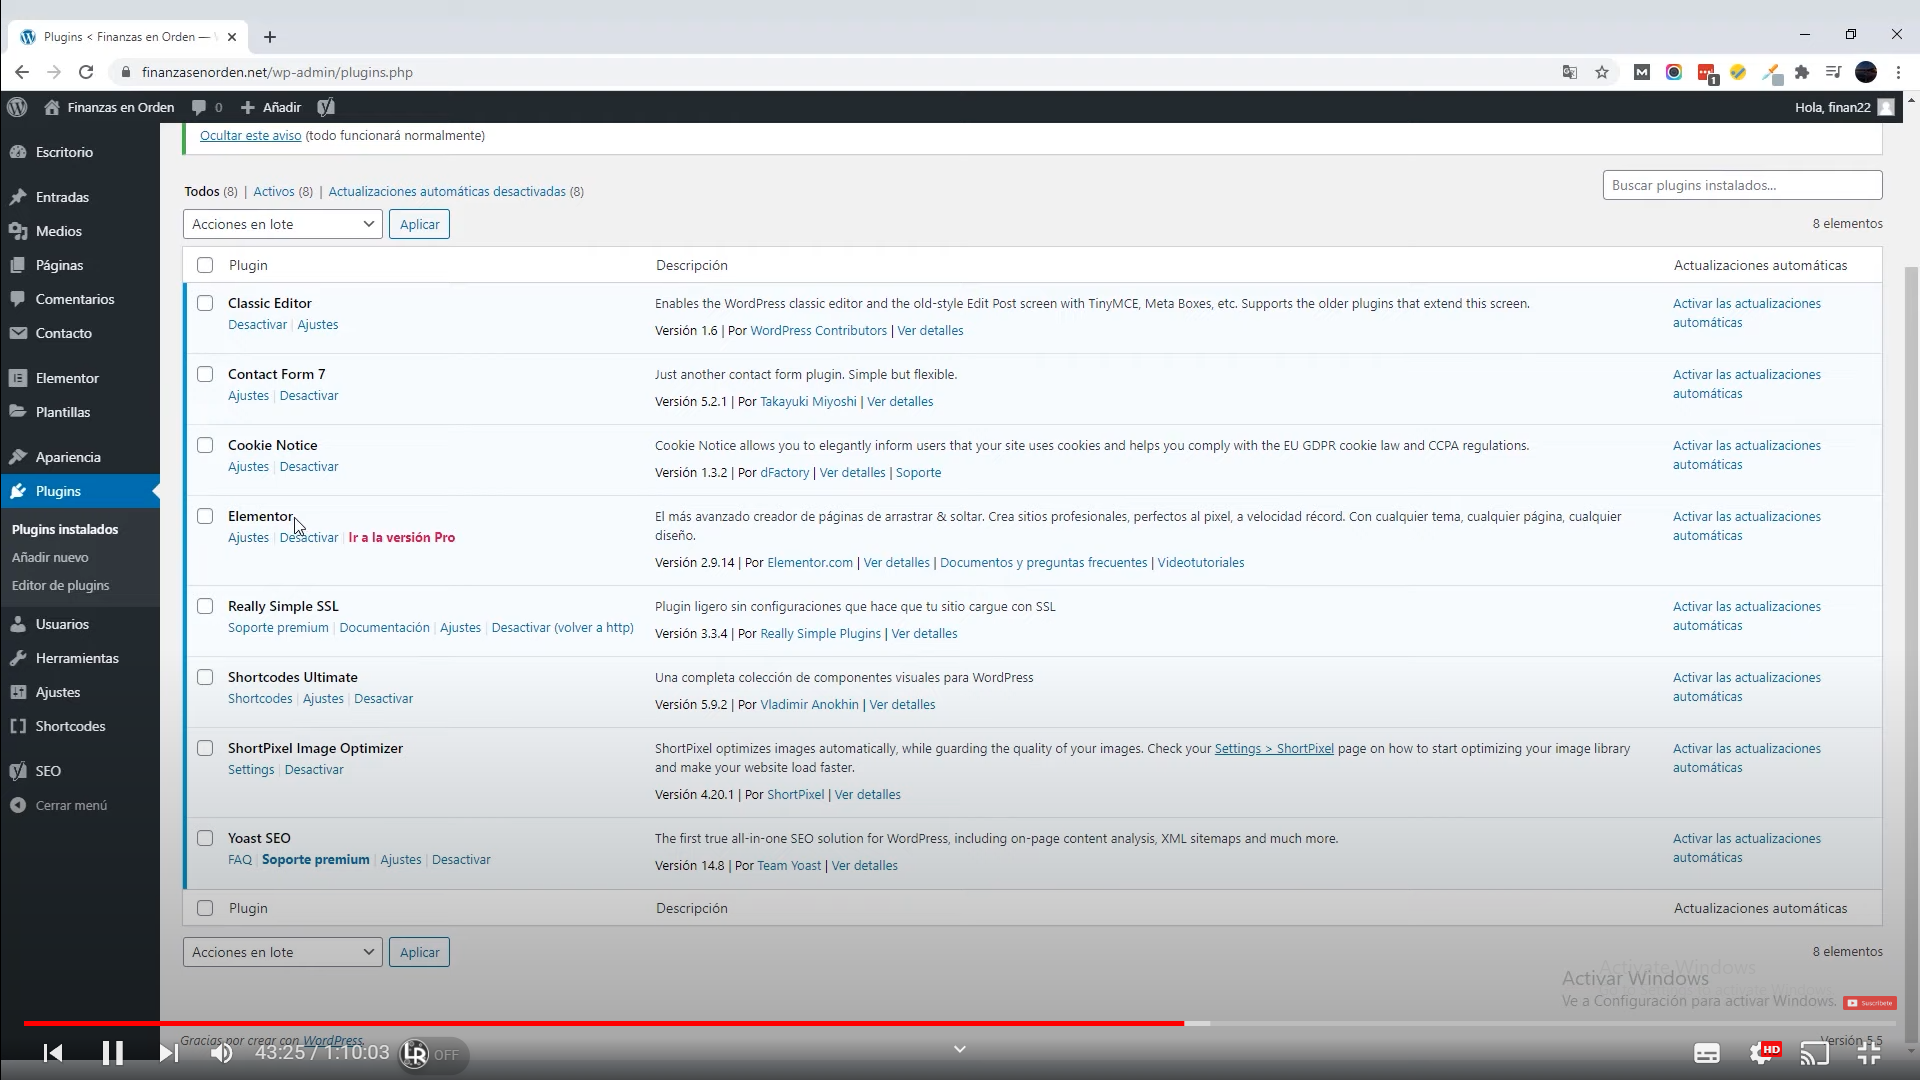 Plugins < Finanzas en Orden —
finanzasenorden.net/wp-admin/plugins.php
Finanzas en Orden 0 Añadir Hola, finan22
Ocultar este aviso (todo funcionará normalmente)
Escritorio
Entradas
Medios
Páginas
Comentarios
Contacto
Elementor
Plantillas
Apariencia
Plugins
Plugins instalados
Añadir nuevo
Editor de plugins
Usuarios
Herramientas
Ajustes
Shortcodes
SEO
Cerrar menú
Todos (8) | Activos (8) | Actualizaciones automáticas desactivadas (8)
Buscar plugins instalados...
Acciones en lote Aplicar 8 elementos
Plugin Descripción Actualizaciones automáticas
Classic Editor
Desactivar | Ajustes
Enables the WordPress classic editor and the old-style Edit Post screen with TinyMCE, Meta Boxes, etc. Supports the older plugins that extend this screen.
Versión 1.6 | Por WordPress Contributors | Ver detalles
Activar las actualizaciones
automáticas
Contact Form 7
Ajustes | Desactivar
Just another contact form plugin. Simple but flexible.
Versión 5.2.1 | Por Takayuki Miyoshi | Ver detalles
Activar las actualizaciones
automáticas
Cookie Notice
Ajustes | Desactivar
Cookie Notice allows you to elegantly inform users that your site uses cookies and helps you comply with the EU GDPR cookie law and CCPA regulations.
Versión 1.3.2 | Por dFactory | Ver detalles | Soporte
Activar las actualizaciones
automáticas
Elementor
Ajustes | Desactivar | Ir a la versión Pro
El más avanzado creador de páginas de arrastrar & soltar. Crea sitios profesionales, perfectos al pixel, a velocidad récord. Con cualquier tema, cualquier página, cualquier
diseño.
Versión 2.9.14 | Por Elementor.com | Ver detalles | Documentos y preguntas frecuentes | Videotutoriales
Activar las actualizaciones
automáticas
Really Simple SSL
Soporte premium | Documentación | Ajustes | Desactivar (volver a http)
Plugin ligero sin configuraciones que hace que tu sitio cargue con SSL
Versión 3.3.4 | Por Really Simple Plugins | Ver detalles
Activar las actualizaciones
automáticas
Shortcodes Ultimate
Shortcodes | Ajustes | Desactivar
Una completa colección de componentes visuales para WordPress
Versión 5.9.2 | Por Vladimir Anokhin | Ver detalles
Activar las actualizaciones
automáticas
ShortPixel Image Optimizer
Settings | Desactivar
ShortPixel optimizes images automatically, while guarding the quality of your images. Check your Settings > ShortPixel page on how to start optimizing your image library
and make your website load faster.
Versión 4.20.1 | Por ShortPixel | Ver detalles
Activar las actualizaciones
automáticas
Yoast SEO
FAQ | Soporte premium | Ajustes | Desactivar
The first true all-in-one SEO solution for WordPress, including on-page content analysis, XML sitemaps and much more.
Versión 14.8 | Por Team Yoast | Ver detalles
Activar las actualizaciones
automáticas
Plugin Descripción Actualizaciones automáticas
Acciones en lote Aplicar 8 elementos
Activate Windows
Activar Windows
Ve a Configuración para activar Windows.
Suscríbete
Gracias por crear con WordPress. Versión 5.5
43:25 / 1:10:03 LR OFF HD